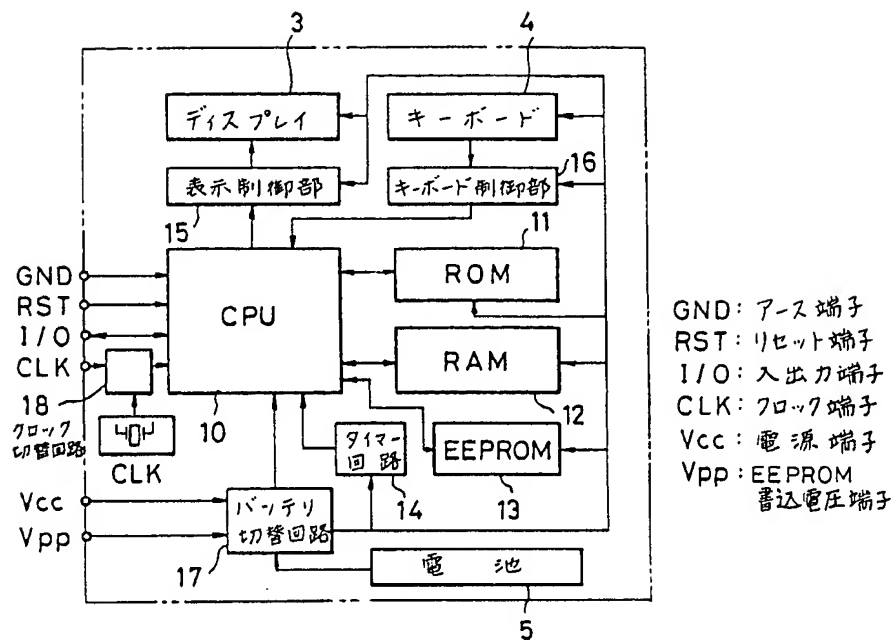 3
4
ディスプレイ
キーボード
16
表示制御部
キーボード制御部
15
11
GND
RST
I/O
CLK
CPU
ROM
RAM
18
10
12
クロック
切替回路
CLK
タイマー
回路
EEPROM
14
13
Vcc
Vpp
バッテリ
切替回路
17
電池
5
GND: アース端子
RST: リセット端子
I/O: 入出力端子
CLK: クロック端子
Vcc: 電源端子
Vpp: EEPROM
書込電圧端子